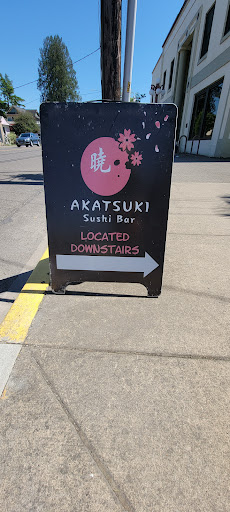 暁
AKATSUKI
Sushi Bar
LOCATED
DOWNSTAIRS